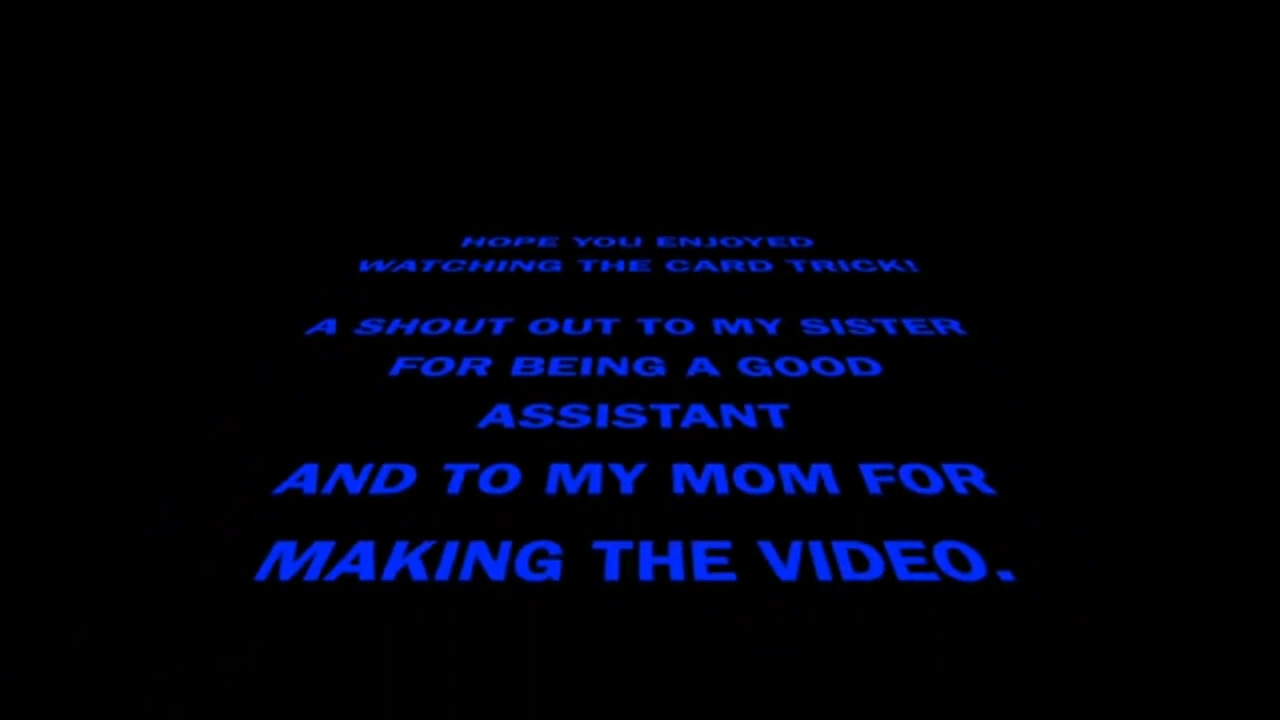 HOPE YOU ENJOYED
WATCHING THE CARD TRICK!
A SHOUT OUT TO MY SISTER
FOR BEING A GOOD
ASSISTANT
AND TO MY MOM FOR
MAKING THE VIDEO.